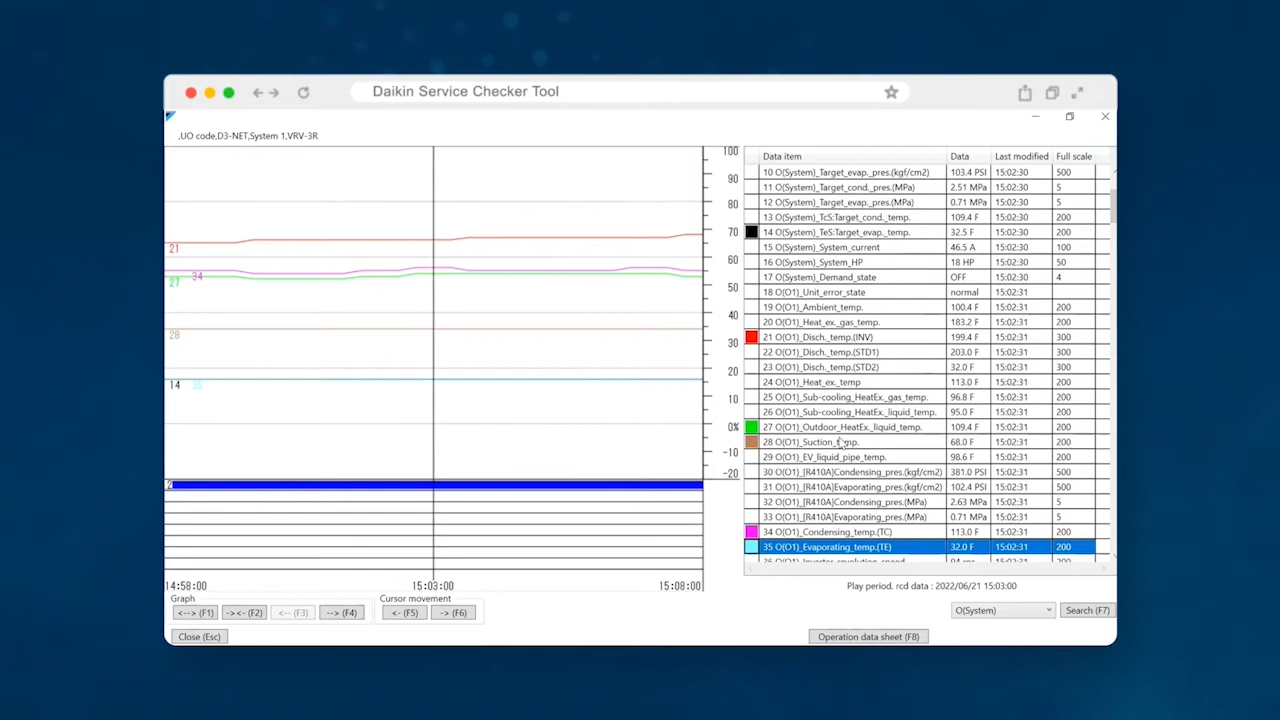 Daikin Service Checker Tool
,UO code,D3-NET,System 1,VRV-3R
100
90
80
70
60
50
40
30
20
10
0%
-10
-20
21
34
27
28
14 35
2
14:58:00 15:03:00 15:08:00
Data item Data Last modified Full scale
10 O(System)_Target_evap._pres.(kgf/cm2) 103.4 PSI 15:02:30 500
11 O(System)_Target_cond._pres.(MPa) 2.51 MPa 15:02:30 5
12 O(System)_Target_evap._pres.(MPa) 0.71 MPa 15:02:30 5
13 O(System)_TcS:Target_cond._temp. 109.4 F 15:02:30 200
14 O(System)_TeS:Target_evap._temp. 32.5 F 15:02:30 200
15 O(System)_System_current 46.5 A 15:02:30 100
16 O(System)_System_HP 18 HP 15:02:30 50
17 O(System)_Demand_state OFF 15:02:30 4
18 O(O1)_Unit_error_state normal 15:02:31
19 O(O1)_Ambient_temp. 100.4 F 15:02:31 200
20 O(O1)_Heat_ex._gas_temp. 183.2 F 15:02:31 200
21 O(O1)_Disch._temp.(INV) 199.4 F 15:02:31 300
22 O(O1)_Disch._temp.(STD1) 203.0 F 15:02:31 300
23 O(O1)_Disch._temp.(STD2) 32.0 F 15:02:31 300
24 O(O1)_Heat_ex._temp 113.0 F 15:02:31 200
25 O(O1)_Sub-cooling_HeatEx._gas_temp. 96.8 F 15:02:31 200
26 O(O1)_Sub-cooling_HeatEx._liquid_temp. 95.0 F 15:02:31 200
27 O(O1)_Outdoor_HeatEx._liquid_temp. 109.4 F 15:02:31 200
28 O(O1)_Suction_temp. 68.0 F 15:02:31 200
29 O(O1)_EV_liquid_pipe_temp. 98.6 F 15:02:31 200
30 O(O1)_[R410A]Condensing_pres.(kgf/cm2) 381.0 PSI 15:02:31 500
31 O(O1)_[R410A]Evaporating_pres.(kgf/cm2) 102.4 PSI 15:02:31 500
32 O(O1)_[R410A]Condensing_pres.(MPa) 2.63 MPa 15:02:31 5
33 O(O1)_[R410A]Evaporating_pres.(MPa) 0.71 MPa 15:02:31 5
34 O(O1)_Condensing_temp.(TC) 113.0 F 15:02:31 200
35 O(O1)_Evaporating_temp.(TE) 32.0 F 15:02:31 200
36 O(O1)_Inverter_revolution_speed 94 rps 15:02:31 200
Play period. rcd data : 2022/06/21 15:03:00
Graph Cursor movement
<--> (F1) -><- (F2) <-- (F3) --> (F4) <- (F5) -> (F6)
O(System) Search (F7)
Close (Esc) Operation data sheet (F8)